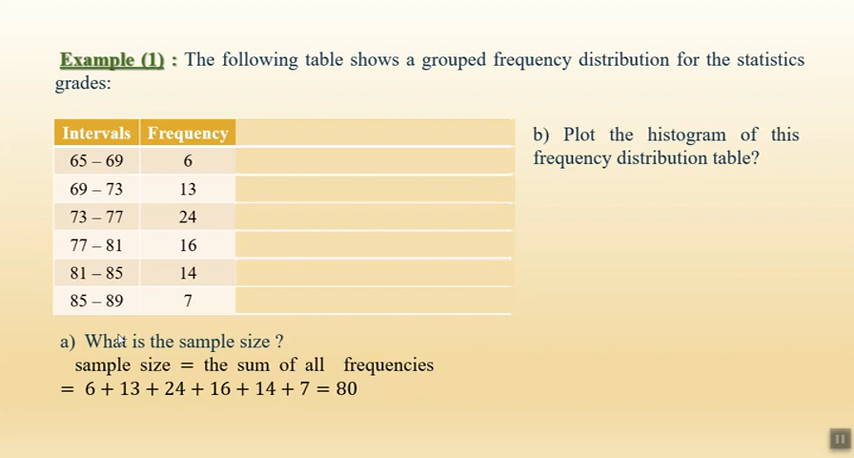 Example (1) : The following table shows a grouped frequency distribution for the statistics
grades:
Intervals Frequency
65 – 69 6
69 – 73 13
73 – 77 24
77 – 81 16
81 – 85 14
85 – 89 7
b) Plot the histogram of this
frequency distribution table?
a) What is the sample size ?
sample size = the sum of all frequencies
= 6 + 13 + 24 + 16 + 14 + 7 = 80